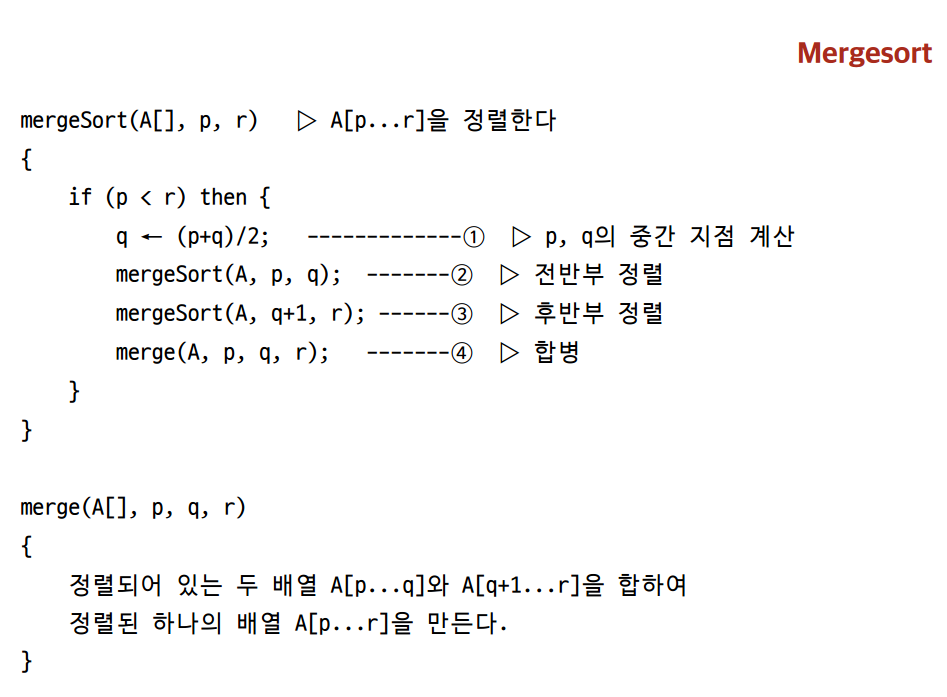 Mergesort
mergeSort(A[], p, r) ▷ A[p...r]을 정렬한다
{
if (p < r) then {
q ← (p+q)/2; -------------① ▷ p, q의 중간 지점 계산
mergeSort(A, p, q); -------② ▷ 전반부 정렬
mergeSort(A, q+1, r); ------③ ▷ 후반부 정렬
merge(A, p, q, r); -------④ ▷ 합병
}
}
merge(A[], p, q, r)
{
정렬되어 있는 두 배열 A[p...q]와 A[q+1...r]을 합하여
정렬된 하나의 배열 A[p...r]을 만든다.
}